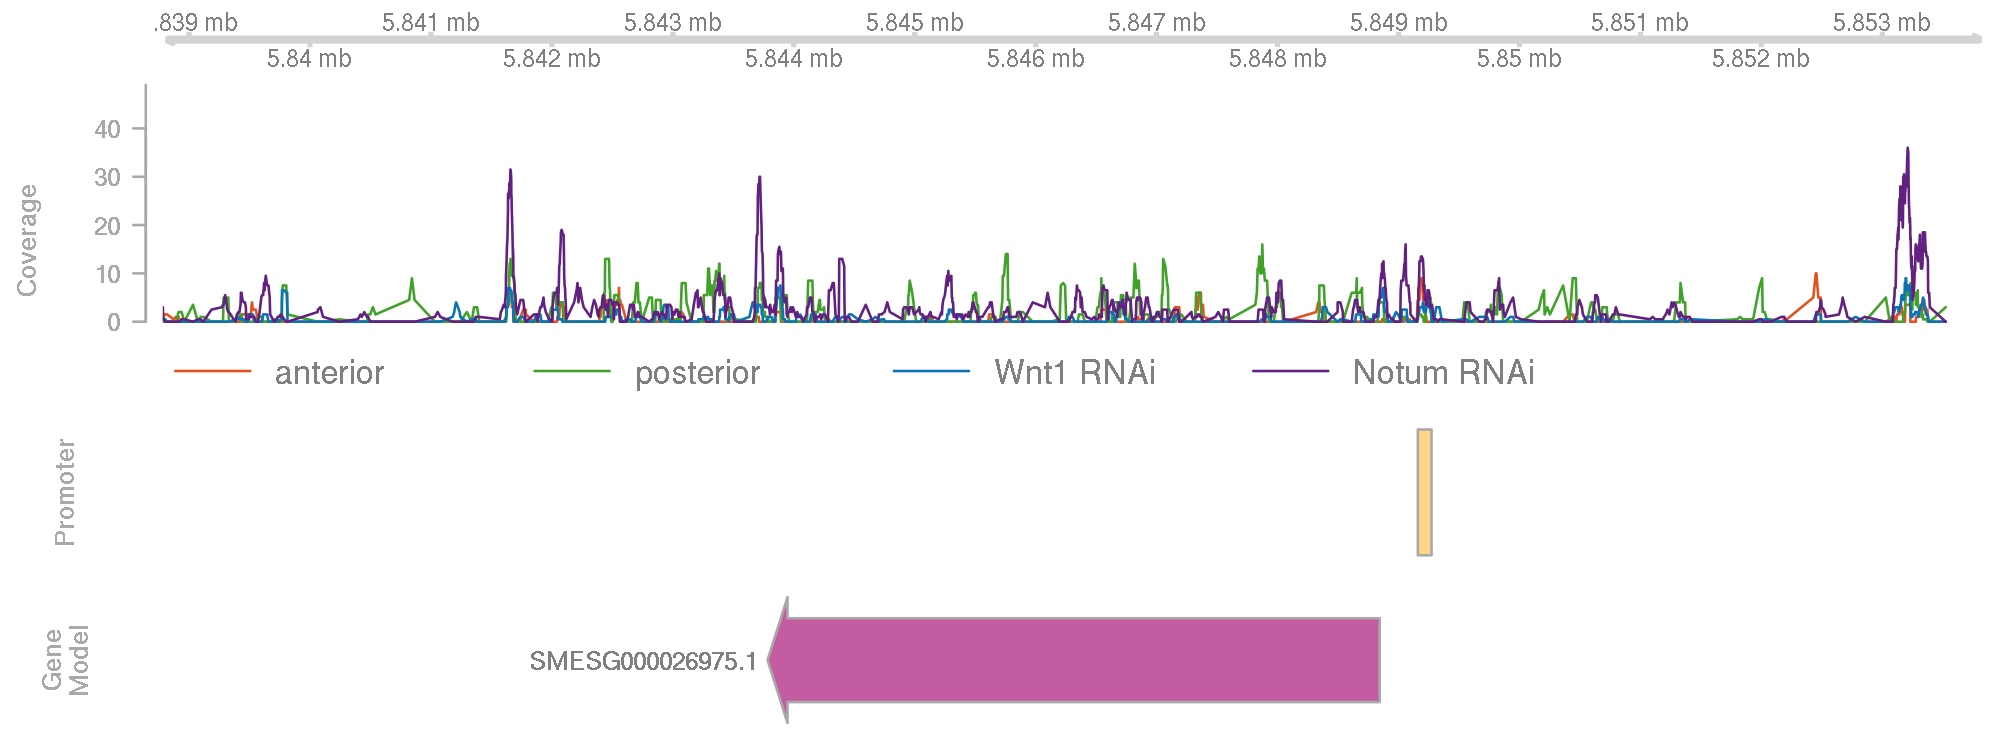 .839 mb 5.841 mb 5.843 mb 5.845 mb 5.847 mb 5.849 mb 5.851 mb 5.853 mb
5.84 mb 5.842 mb 5.844 mb 5.846 mb 5.848 mb 5.85 mb 5.852 mb
Coverage
40
30
20
10
0
anterior posterior Wnt1 RNAi Notum RNAi
Promoter
Gene
Model
SMESG000026975.1